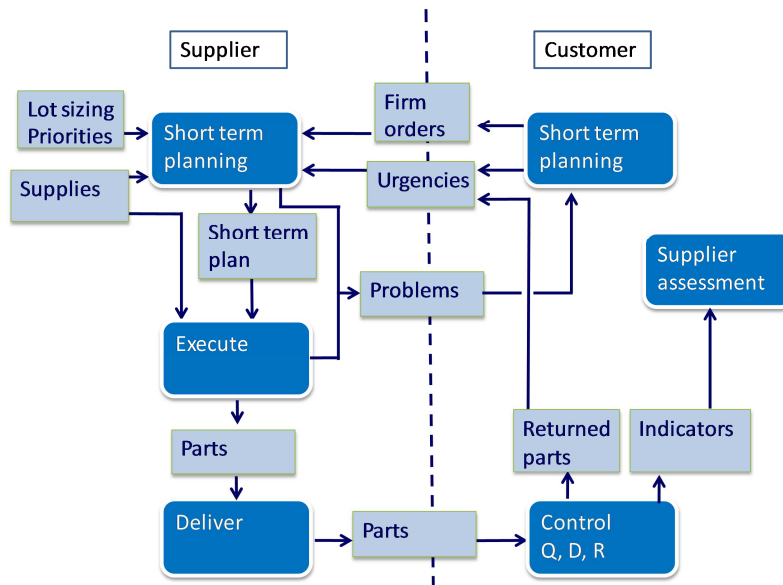 Supplier
Customer
Lot sizing
Priorities
Short term
planning
Firm
orders
Short term
planning
Supplies
Urgencies
Short term
plan
Problems
Supplier
assessment
Execute
Parts
Returned
parts
Indicators
Deliver
Parts
Control
Q, D, R